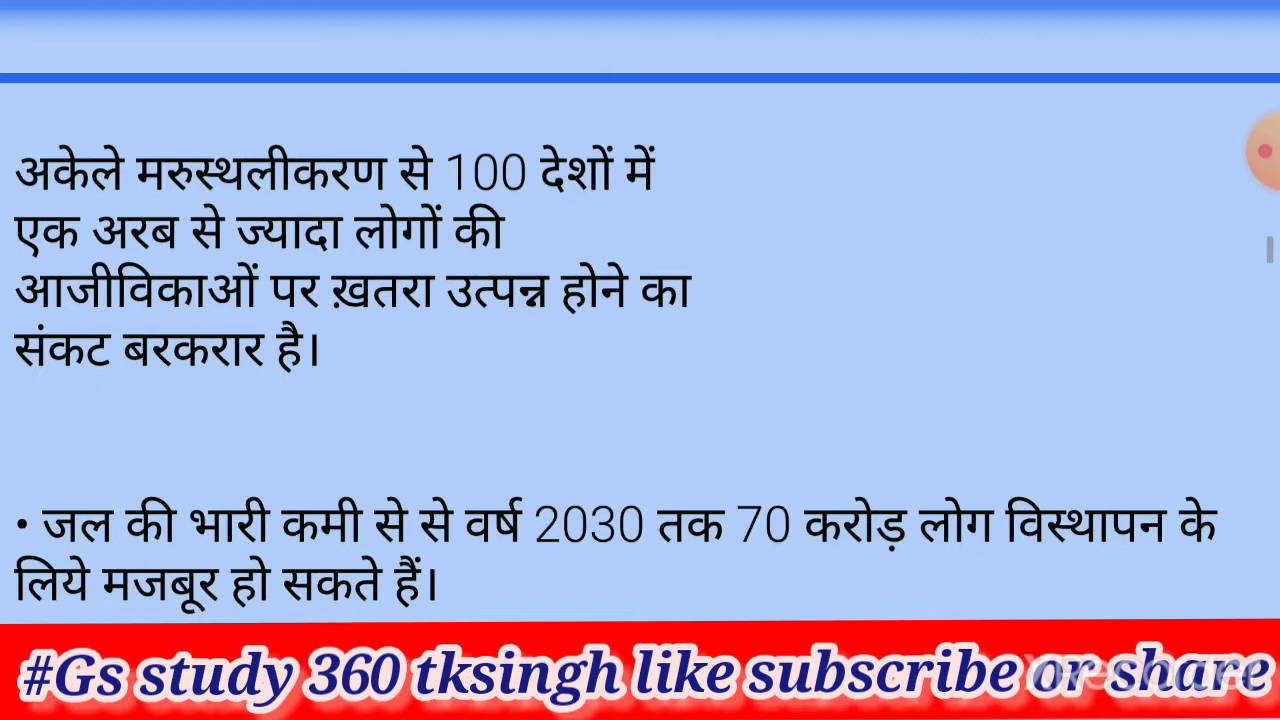 अकेले मरुस्थलीकरण से 100 देशों में
एक अरब से ज्यादा लोगों की
आजीविकाओं पर ख़तरा उत्पन्न होने का
संकट बरकरार है।
• जल की भारी कमी से से वर्ष 2030 तक 70 करोड़ लोग विस्थापन के
लिये मजबूर हो सकते हैं।
#Gs study 360 tksingh like subscribe or share